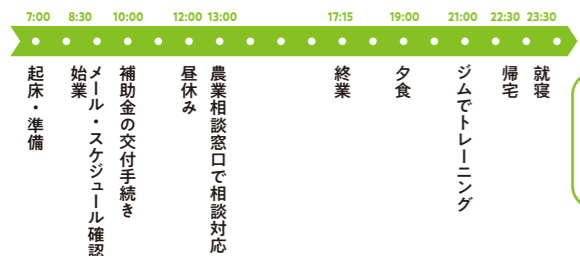 7:00 8:30 10:00 12:00 13:00 17:15 19:00 21:00 22:30 23:30
起床・準備
始業
メール・スケジュール確認
補助金の交付手続き
昼休み
農業相談窓口で相談対応
終業
夕食
ジムでトレーニング
帰宅
就寝